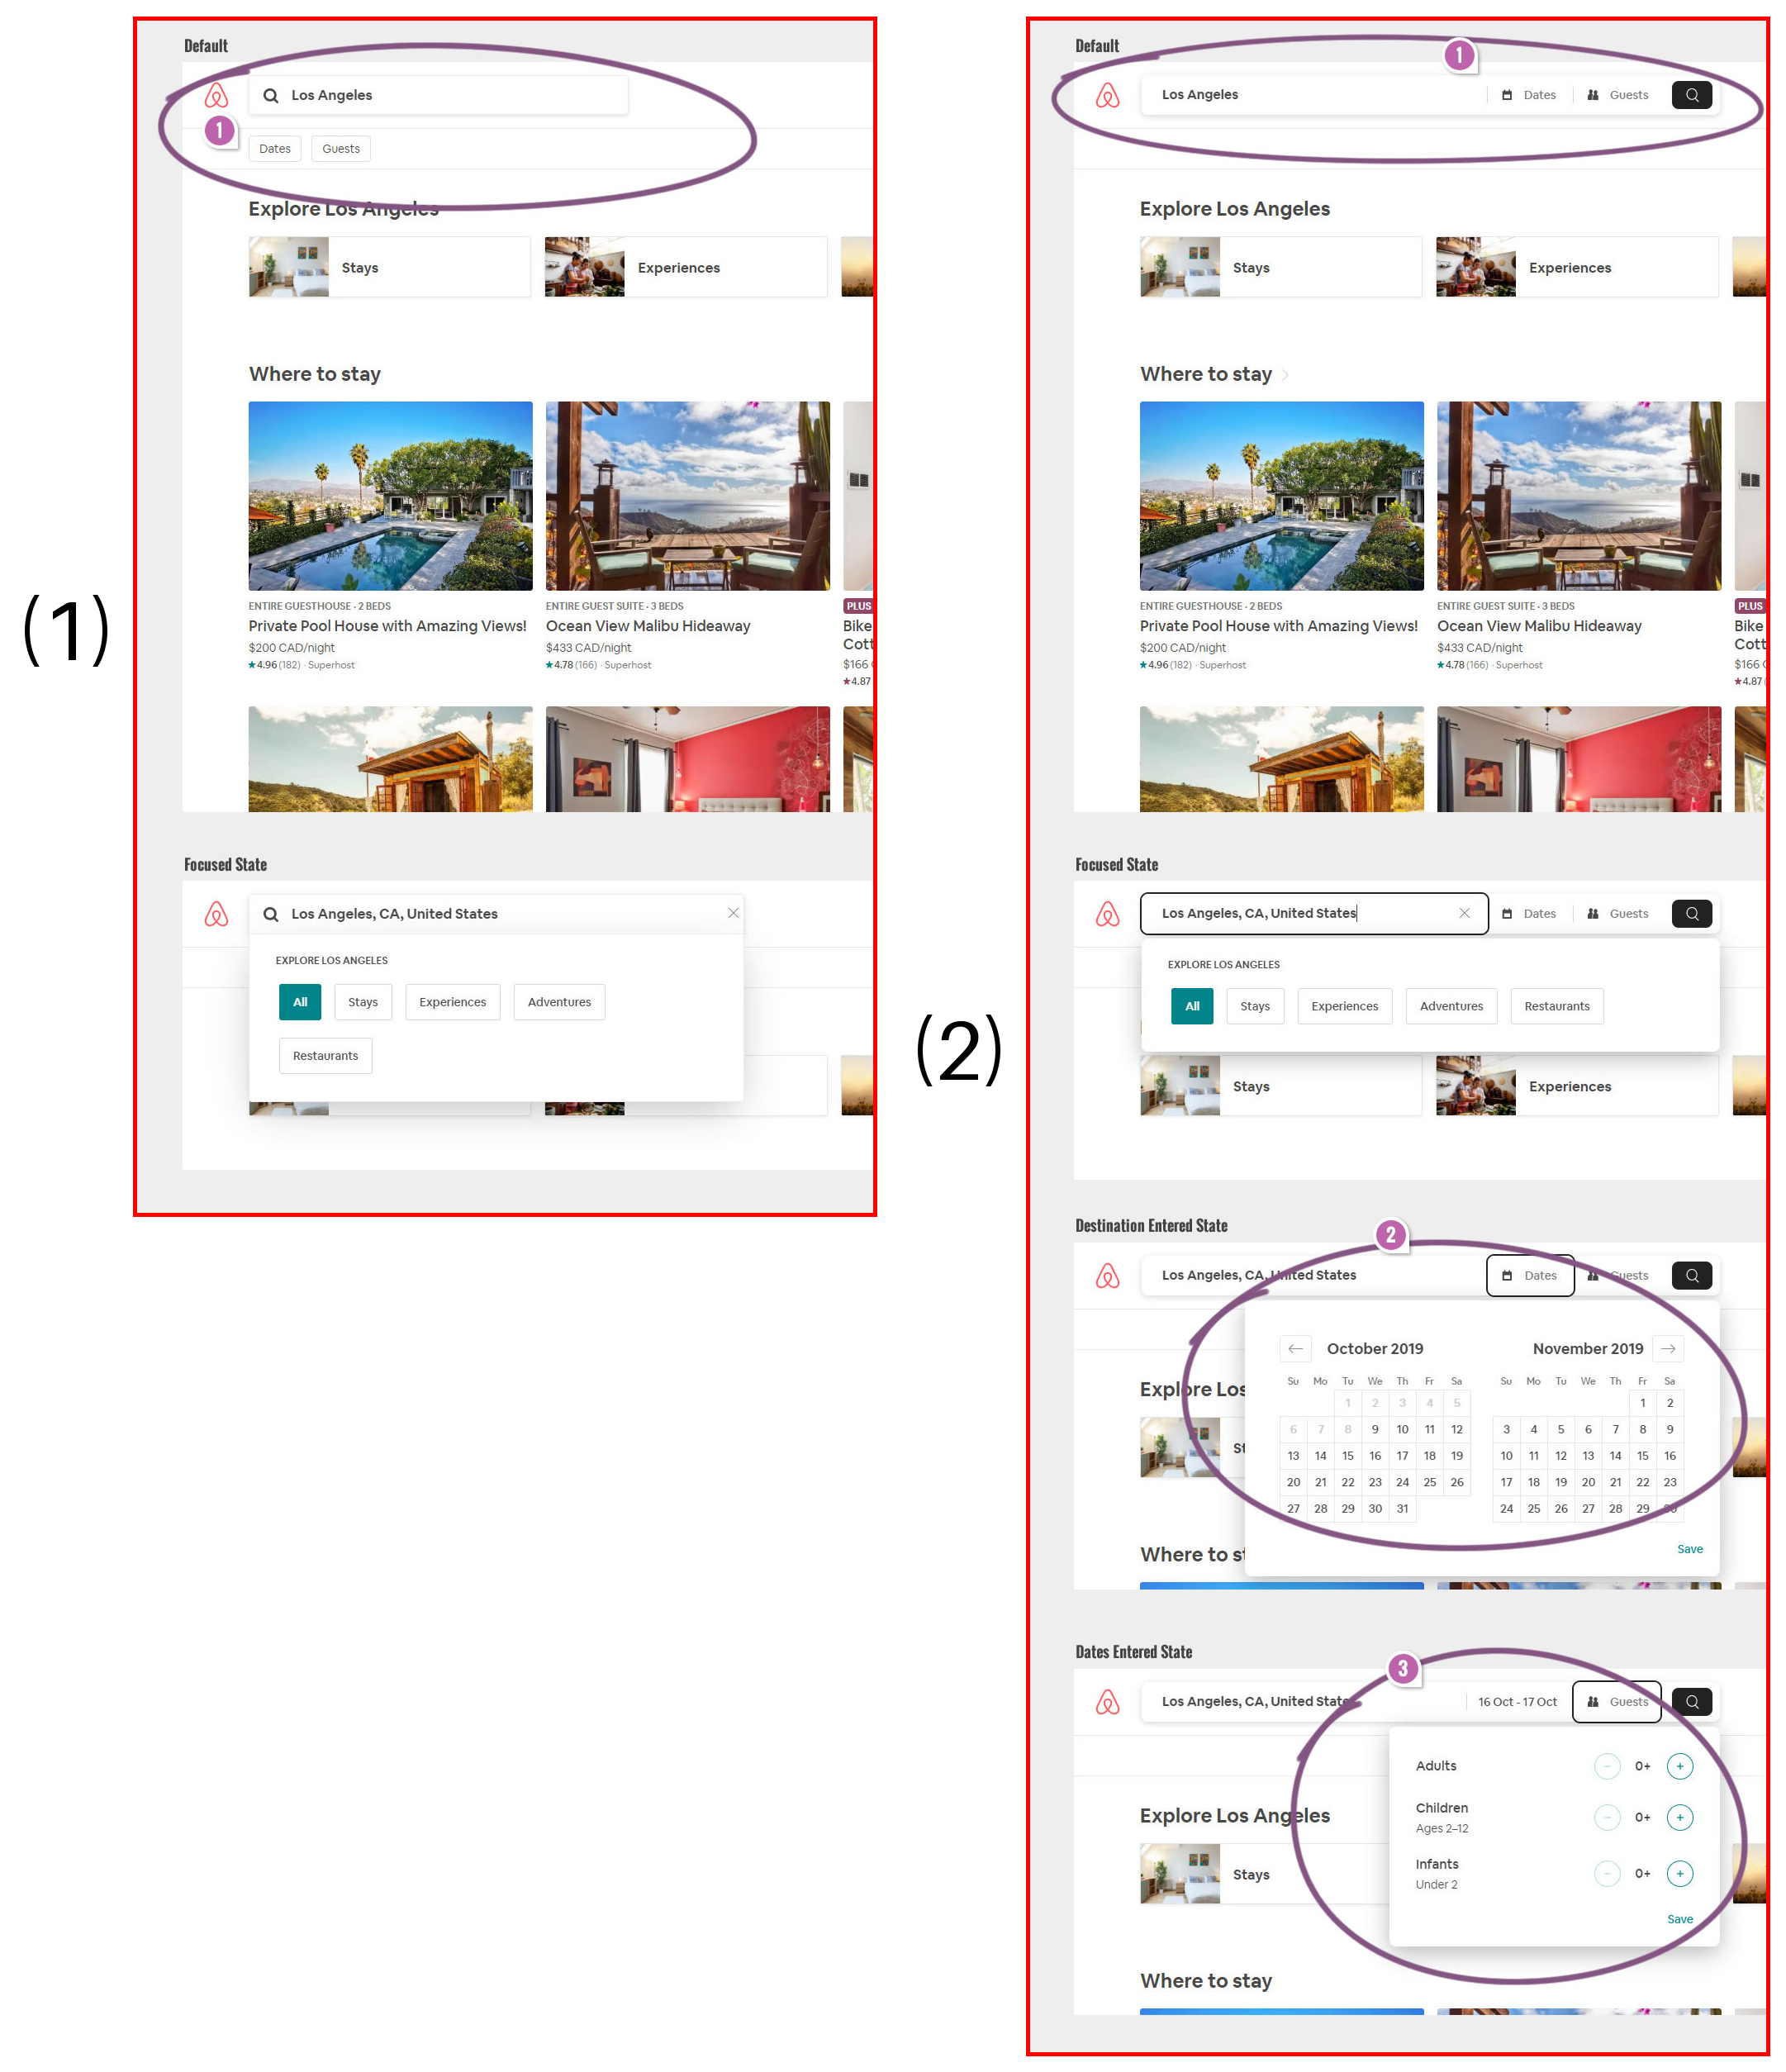 (1)
Default
Los Angeles
1
Dates Guests
Explore Los Angeles
Stays Experiences
Where to stay
ENTIRE GUESTHOUSE · 2 BEDS ENTIRE GUEST SUITE · 3 BEDS PLUS
Private Pool House with Amazing Views! Ocean View Malibu Hideaway Bike
Cott
$200 CAD/night $433 CAD/night $166
★4.96 (182) · Superhost ★4.78 (166) · Superhost ★4.87
Focused State
Los Angeles, CA, United States
EXPLORE LOS ANGELES
All Stays Experiences Adventures
Restaurants
(2)
Default
1
Los Angeles Dates Guests
Explore Los Angeles
Stays Experiences
Where to stay
ENTIRE GUESTHOUSE · 2 BEDS ENTIRE GUEST SUITE · 3 BEDS PLUS
Private Pool House with Amazing Views! Ocean View Malibu Hideaway Bike
Cott
$200 CAD/night $433 CAD/night $166
★4.96 (182) · Superhost ★4.78 (166) · Superhost ★4.87
Focused State
Los Angeles, CA, United States Dates Guests
EXPLORE LOS ANGELES
All Stays Experiences Adventures Restaurants
Stays Experiences
Destination Entered State
2
Los Angeles, CA, United States Dates Guests
October 2019 November 2019
Su Mo Tu We Th Fr Sa Su Mo Tu We Th Fr Sa
1 2 3 4 5 1 2
6 7 8 9 10 11 12 3 4 5 6 7 8 9
13 14 15 16 17 18 19 10 11 12 13 14 15 16
20 21 22 23 24 25 26 17 18 19 20 21 22 23
27 28 29 30 31 24 25 26 27 28 29 30
Explore Los
St
Where to st
Save
Dates Entered State
3
Los Angeles, CA, United States 16 Oct - 17 Oct Guests
Adults 0+
Children 0+
Ages 2–12
Infants 0+
Under 2
Save
Explore Los Angeles
Stays
Where to stay